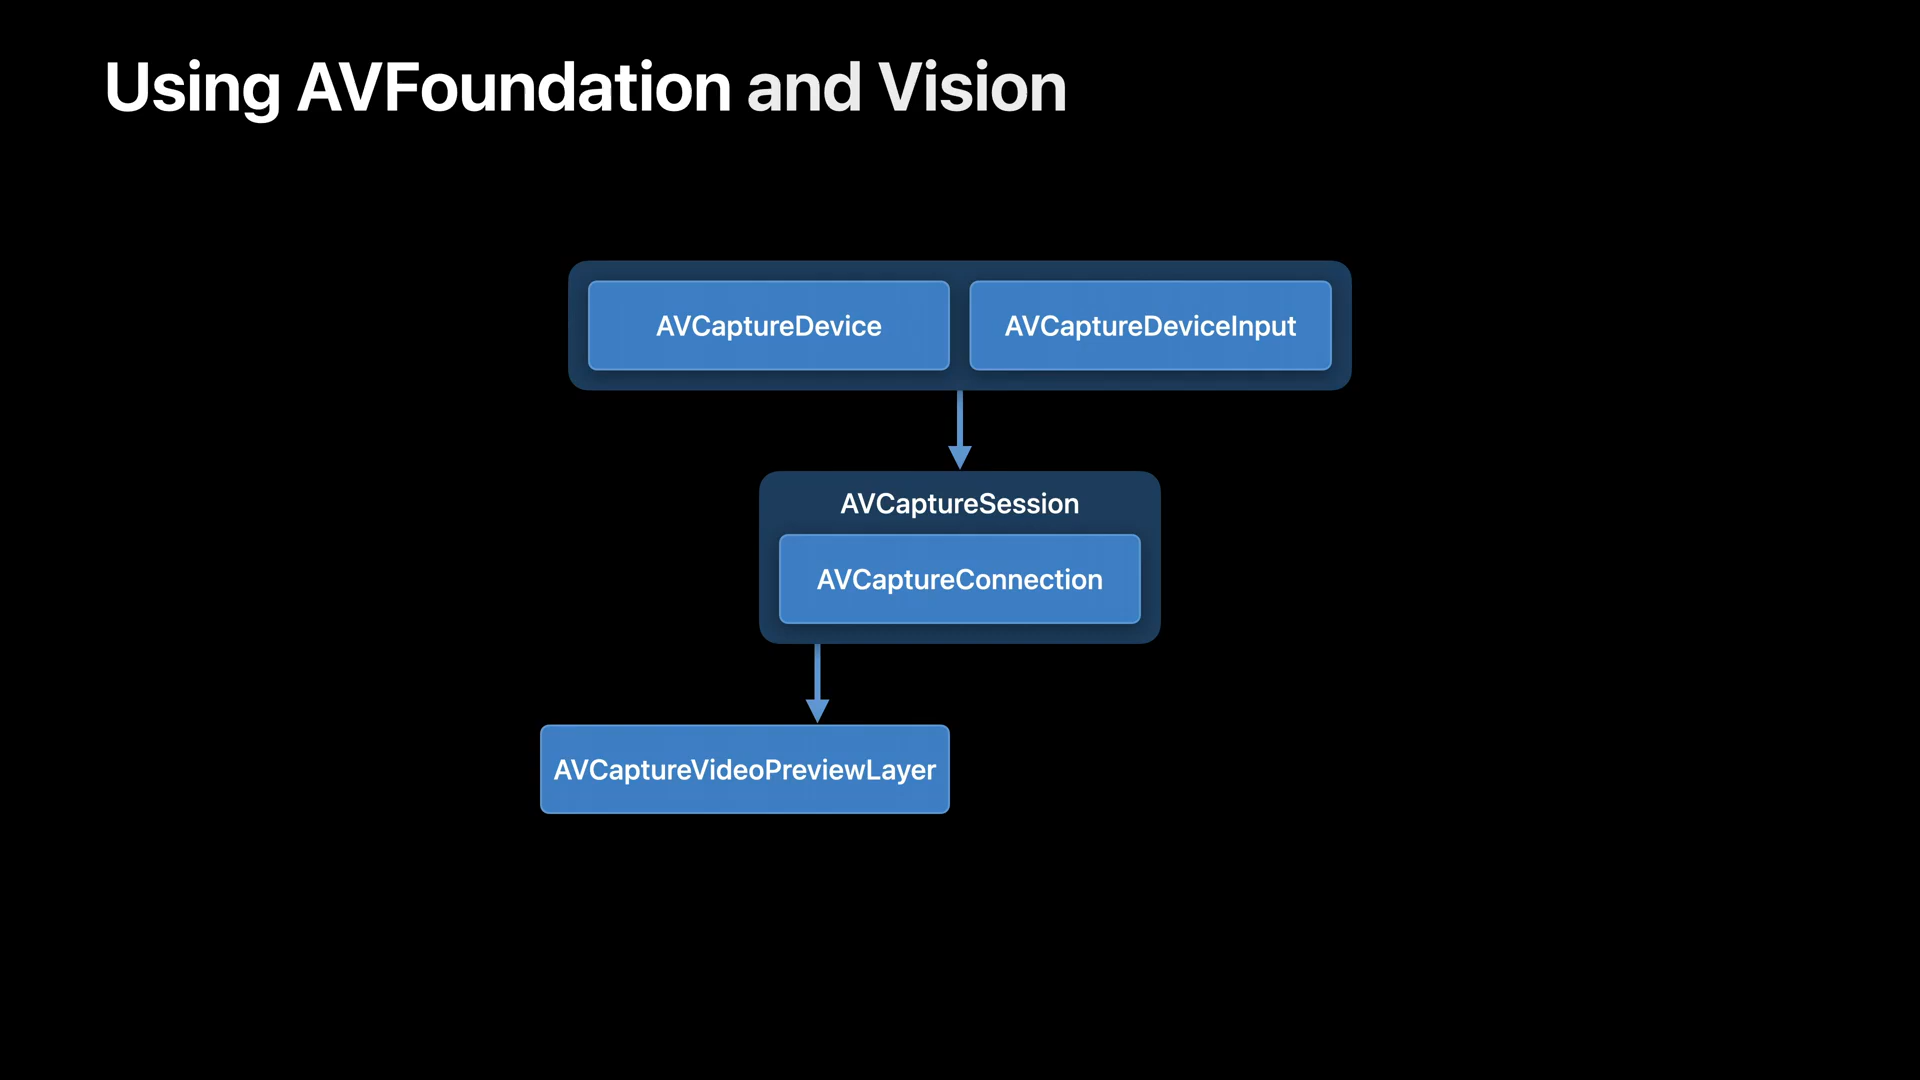 Using AVFoundation and Vision
AVCaptureDevice
AVCaptureDeviceInput
AVCaptureSession
AVCaptureConnection
AVCaptureVideoPreviewLayer